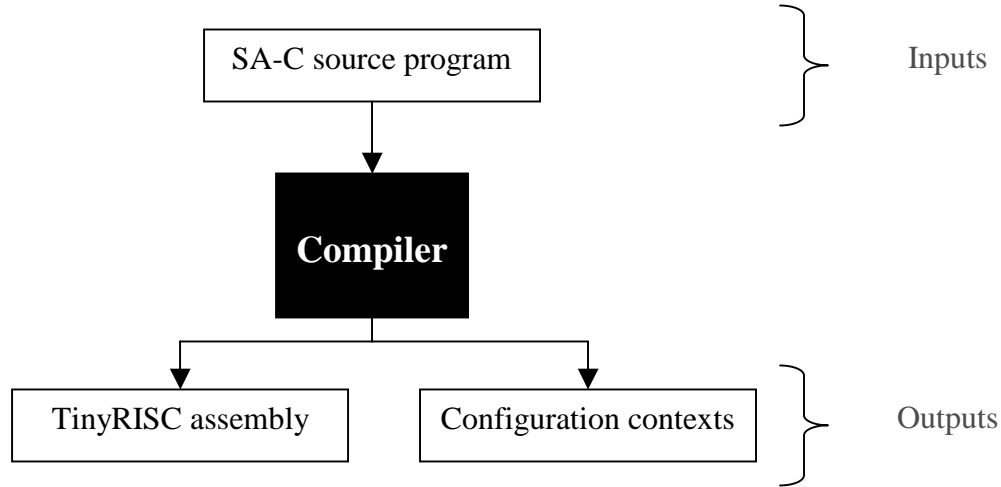 SA-C source program
Inputs
Compiler
TinyRISC assembly
Configuration contexts
Outputs